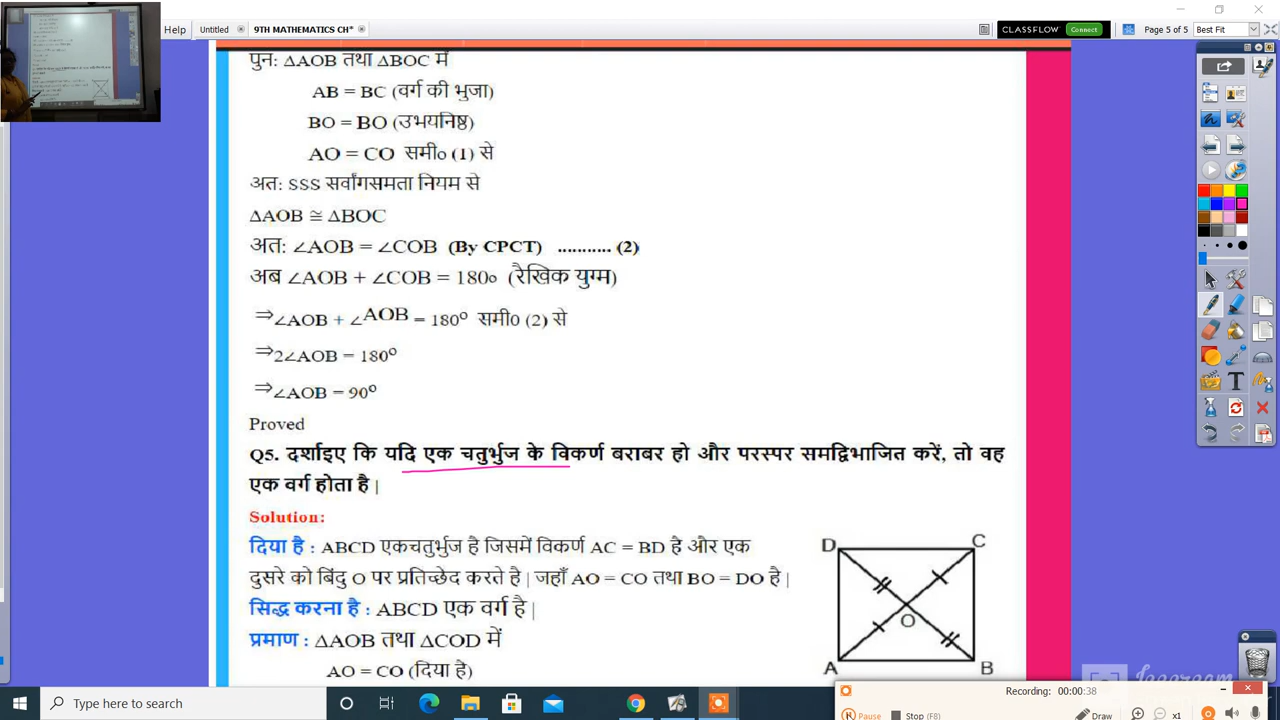 Help
Untitled
9TH MATHEMATICS CH*
CLASSFLOW
Connect
Page 5 of 5
Best Fit
पुन: ΔAOB तथा ΔBOC में
AB = BC (वर्ग की भुजा)
BO = BO (उभयनिष्ठ)
AO = CO समी० (1) से
अत: SSS सर्वांगसमता नियम से
ΔAOB ≅ ΔBOC
अत: ∠AOB = ∠COB (By CPCT) ........... (2)
अब ∠AOB + ∠COB = 180० (रैखिक युग्म)
⇒∠AOB + ∠AOB = 180⁰ समी0 (2) से
⇒2∠AOB = 180⁰
⇒∠AOB = 90⁰
Proved
Q5. दर्शाइए कि यदि एक चतुर्भुज के विकर्ण बराबर हो और परस्पर समद्विभाजित करें, तो वह
एक वर्ग होता है |
Solution:
दिया है : ABCD एकचतुर्भुज है जिसमें विकर्ण AC = BD है और एक
दुसरे को बिंदु O पर प्रतिच्छेद करते है | जहाँ AO = CO तथा BO = DO है |
सिद्ध करना है : ABCD एक वर्ग है |
प्रमाण : ΔAOB तथा ΔCOD में
AO = CO (दिया है)
D
C
O
A
B
Recording: 00:00:38
Pause
Stop (F8)
x1
Draw
Type here to search